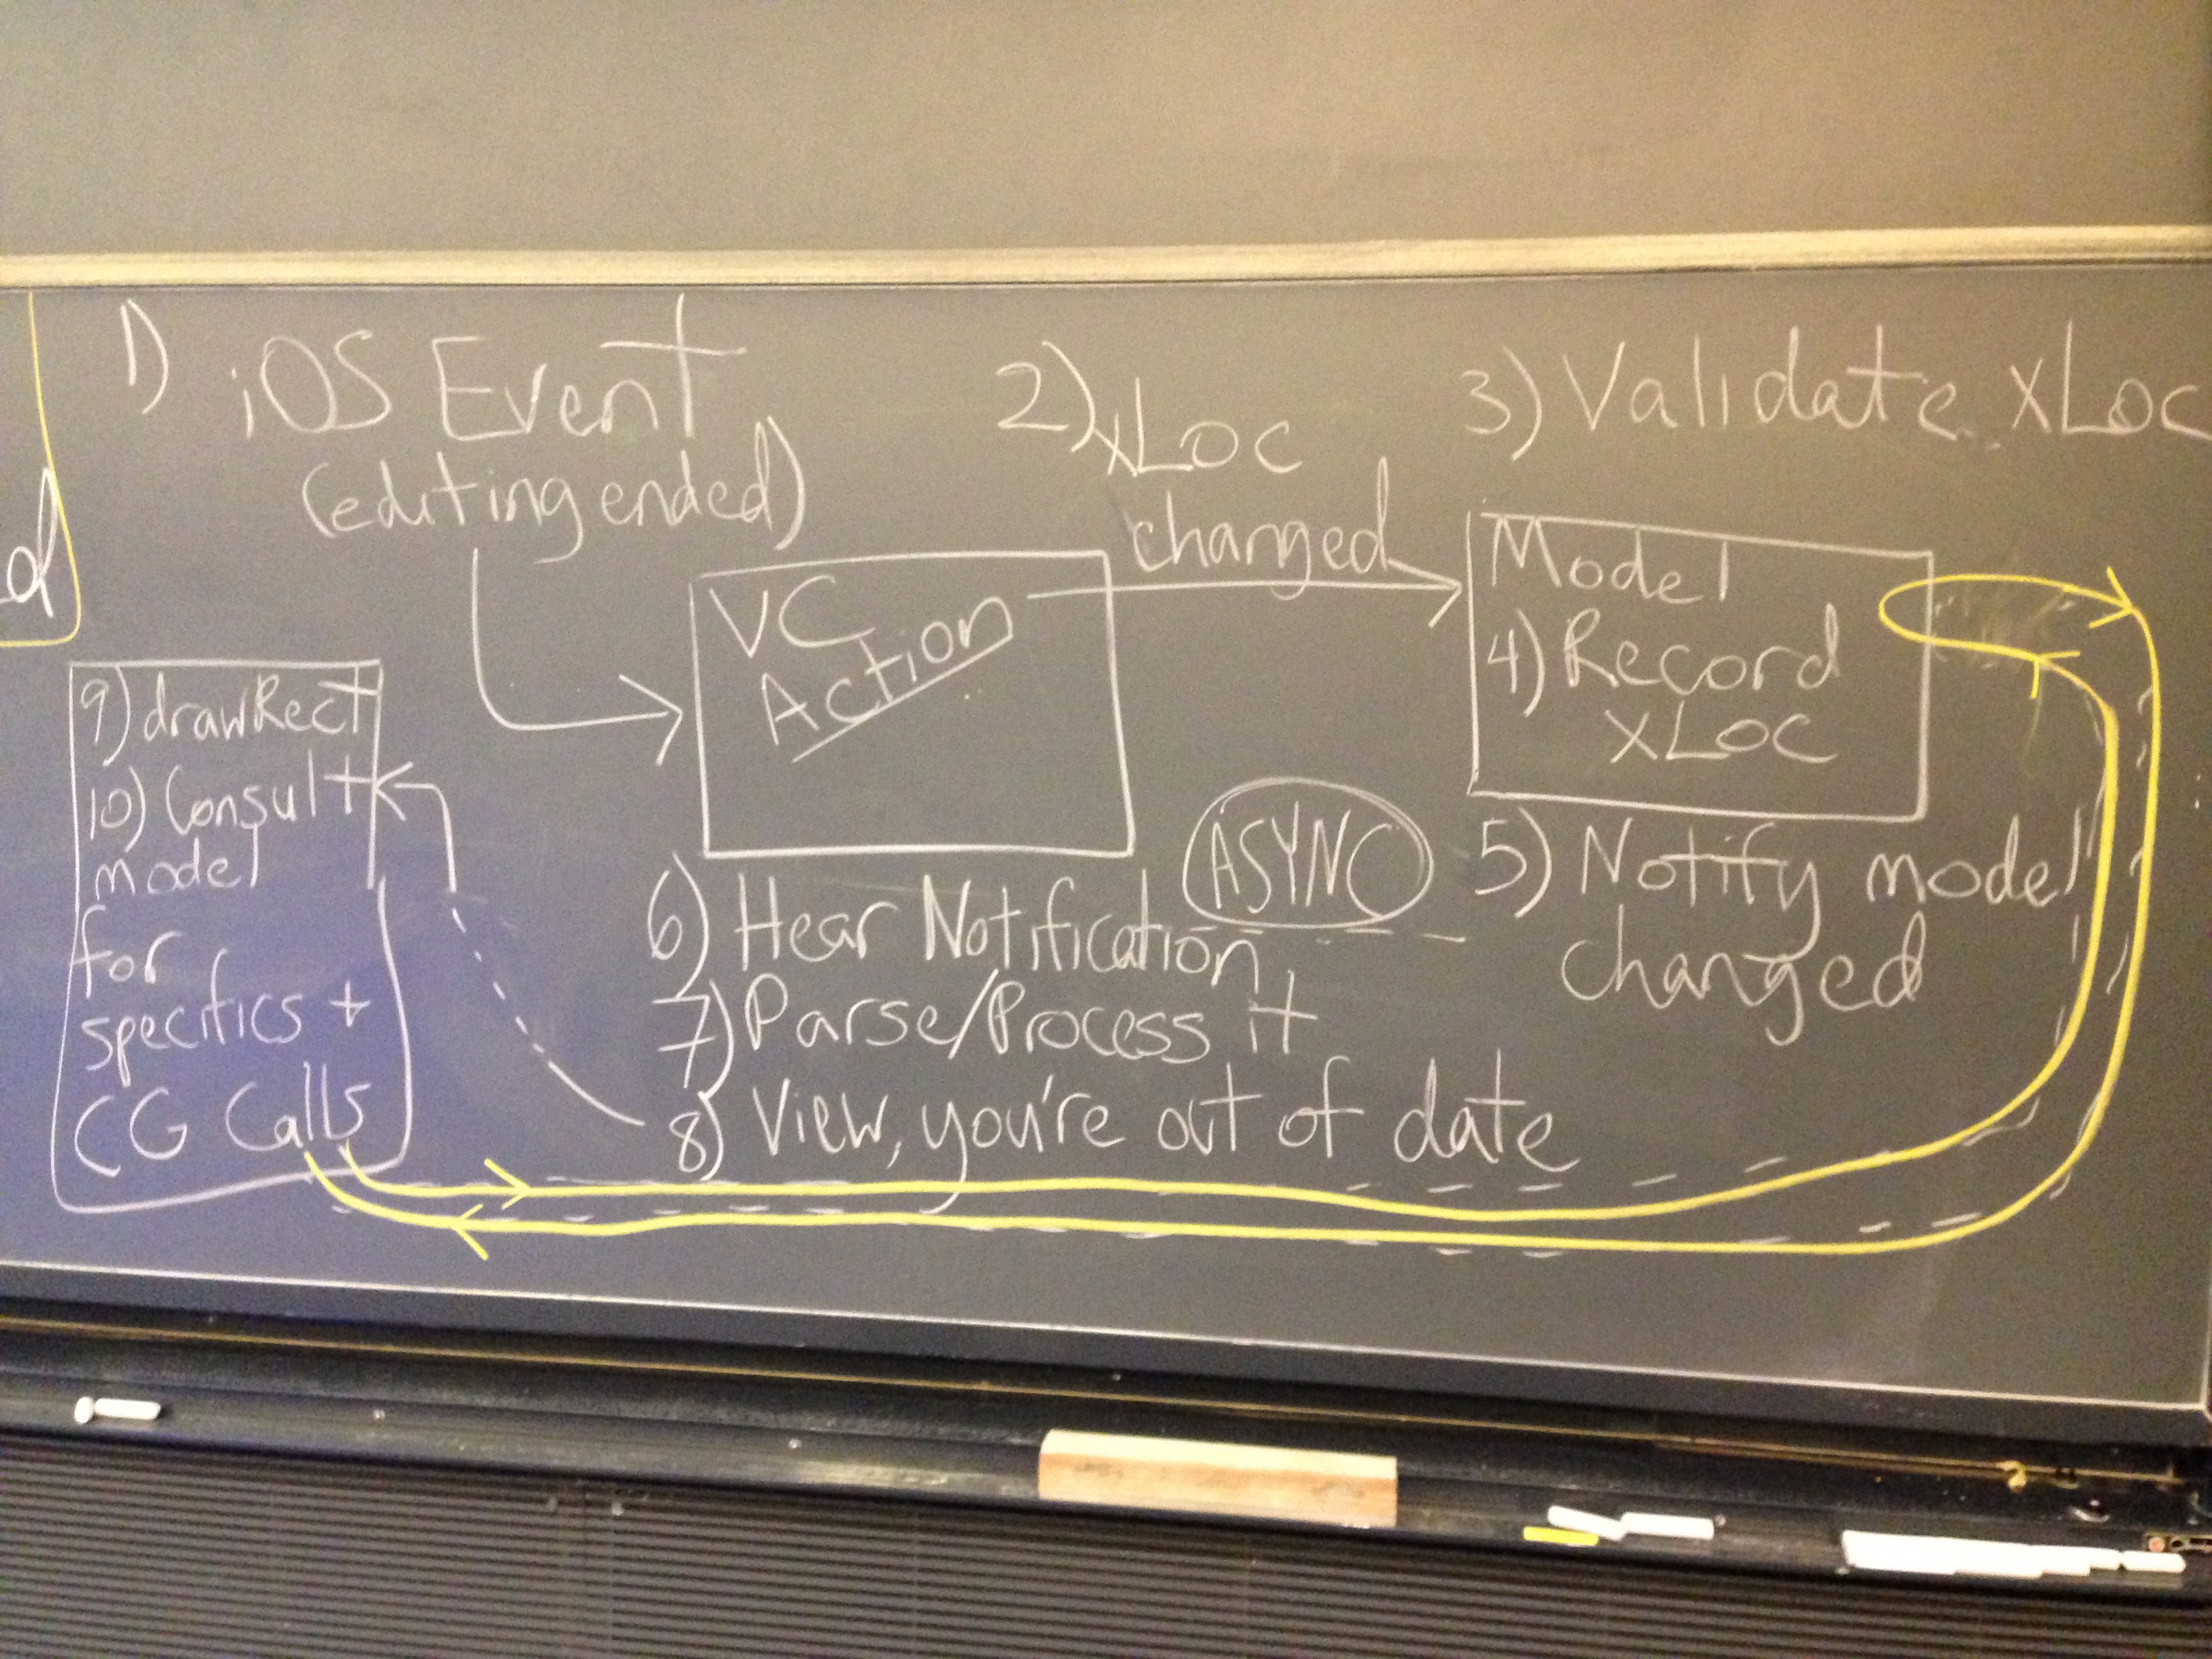 1) iOS Event
(editing ended)
2) xLoc
changed
3) Validate xLoc
d
VC
Action
Model
4) Record
xLoc
ASYNC
5) Notify model
changed
6) Hear Notification
7) Parse/Process it
8) View, you're out of date
9) drawRect
10) Consult
model
for
specifics +
CG Calls